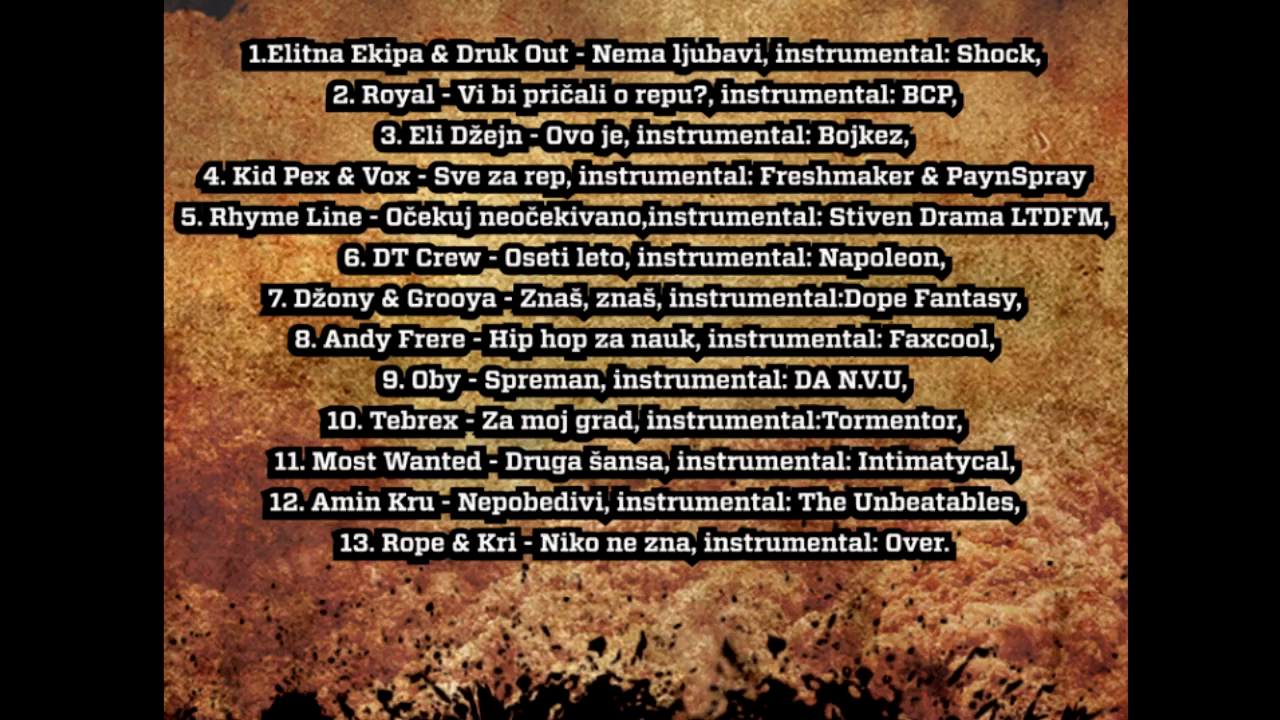 1.Elitna Ekipa & Druk Out - Nema ljubavi, instrumental: Shock,
2. Royal - Vi bi pričali o repu?, instrumental: BCP,
3. Eli Džejn - Ovo je, instrumental: Bojkez,
4. Kid Pex & Vox - Sve za rep, instrumental: Freshmaker & PaynSpray
5. Rhyme Line - Očekuj neočekivano,instrumental: Stiven Drama LTDFM,
6. DT Crew - Oseti leto, instrumental: Napoleon,
7. Džony & Grooya - Znaš, znaš, instrumental:Dope Fantasy,
8. Andy Frere - Hip hop za nauk, instrumental: Faxcool,
9. Oby - Spreman, instrumental: DA N.V.U,
10. Tebrex - Za moj grad, instrumental:Tormentor,
11. Most Wanted - Druga šansa, instrumental: Intimatycal,
12. Amin Kru - Nepobedivi, instrumental: The Unbeatables,
13. Rope & Kri - Niko ne zna, instrumental: Over.